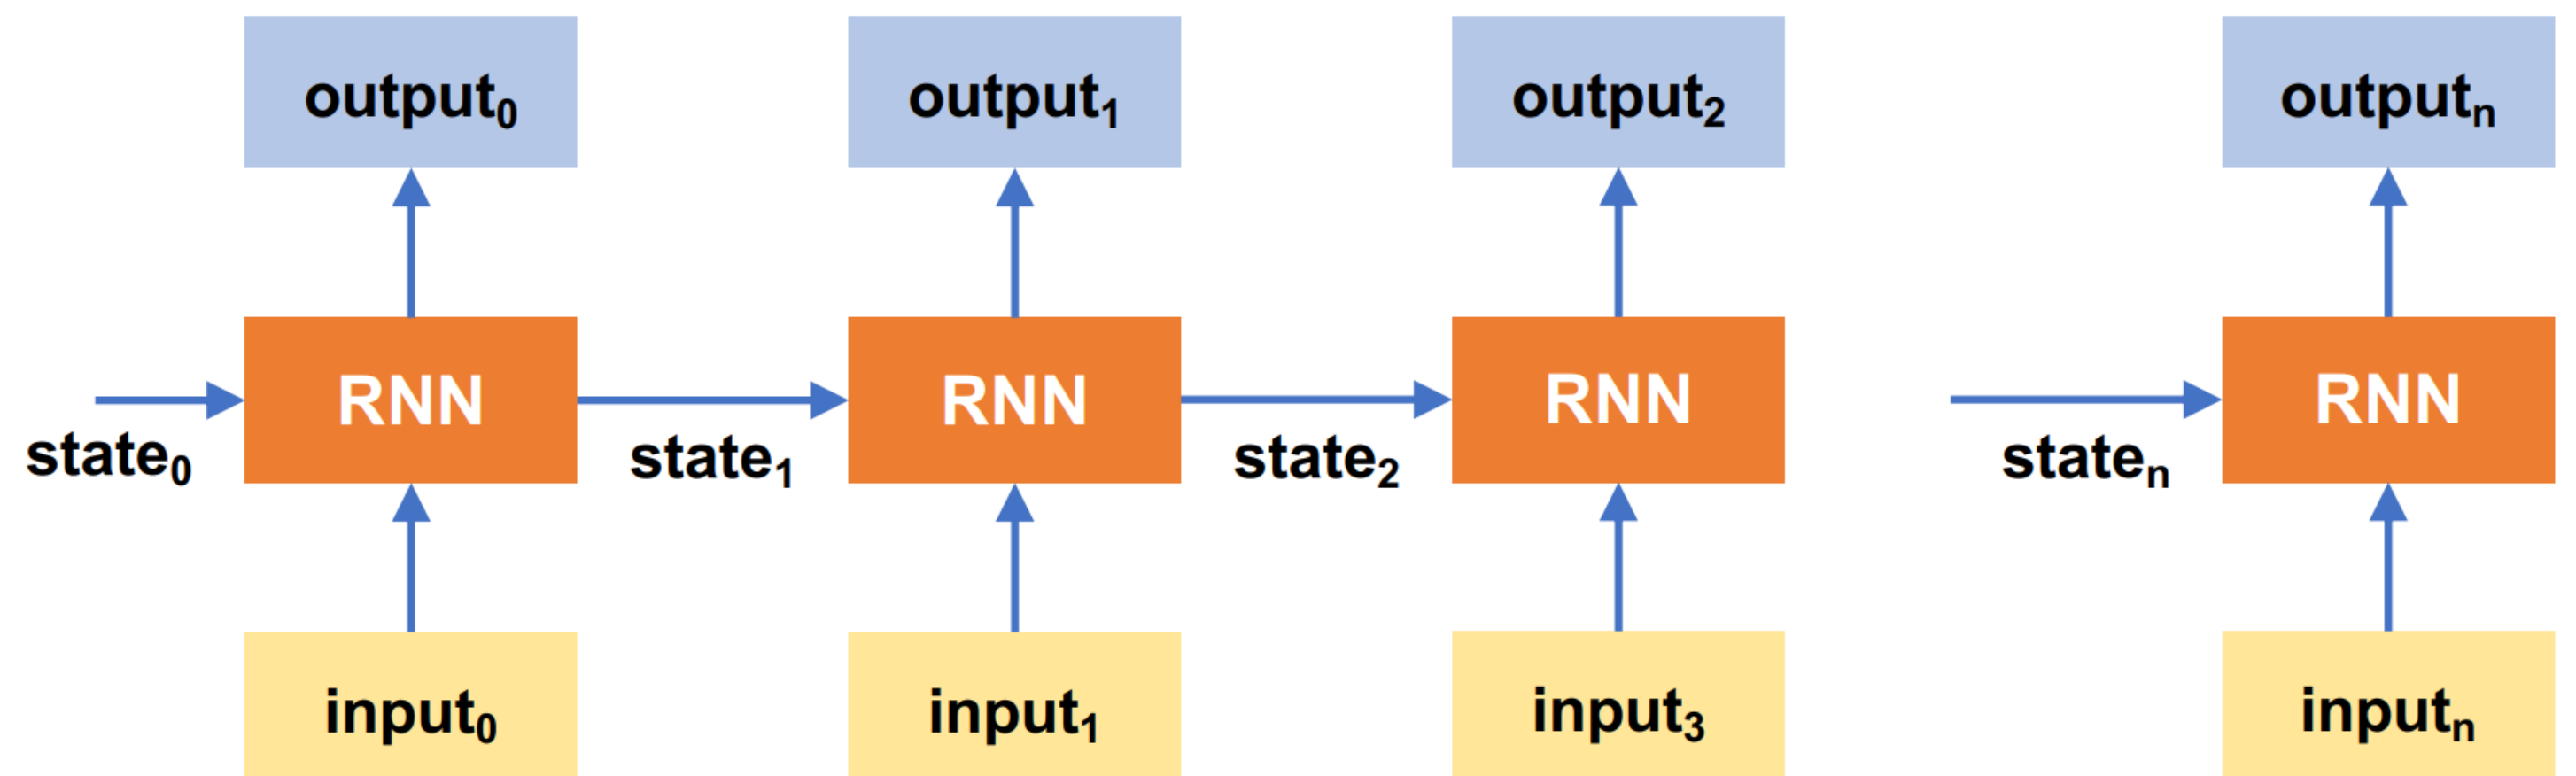 output₀ output₁ output₂ outputₙ
RNN RNN RNN RNN
state₀ state₁ state₂ stateₙ
input₀ input₁ input₃ inputₙ